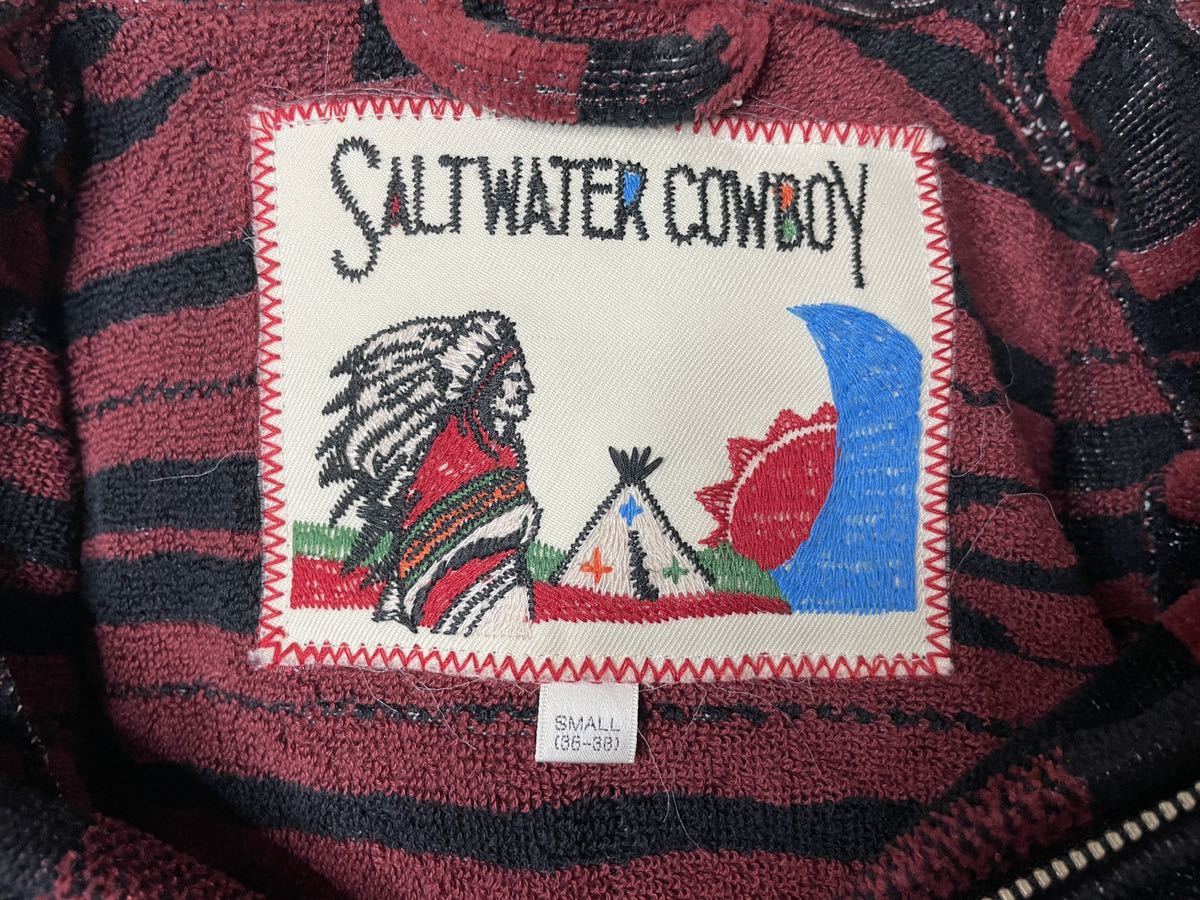 SALTWATER COWBOY
SMALL
(36-38)